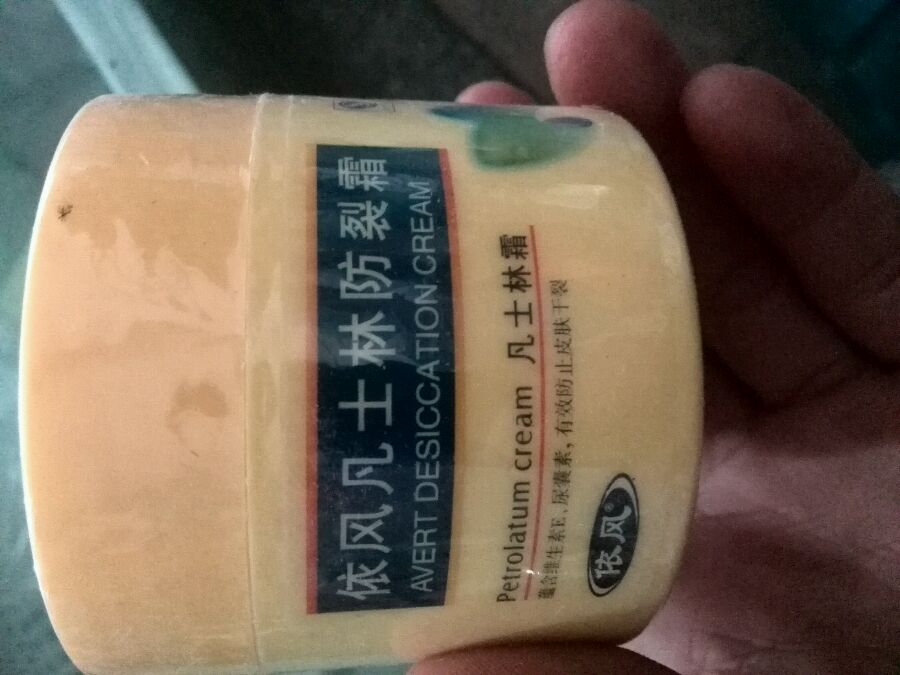 依风凡士林防裂霜
AVERT DESICCATION CREAM
Petrolatum cream 凡士林霜
蕴含维生素E、尿囊素,有效防止皮肤干裂
依风®